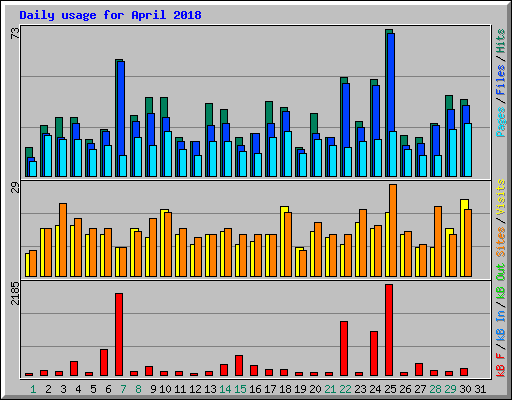 Daily usage for April 2018
73
29
2185
Pages / Files / Hits
Sites / Visits
kB F / kB In / kB Out
1 2 3 4 5 6 7 8 9 10 11 12 13 14 15 16 17 18 19 20 21 22 23 24 25 26 27 28 29 30 31